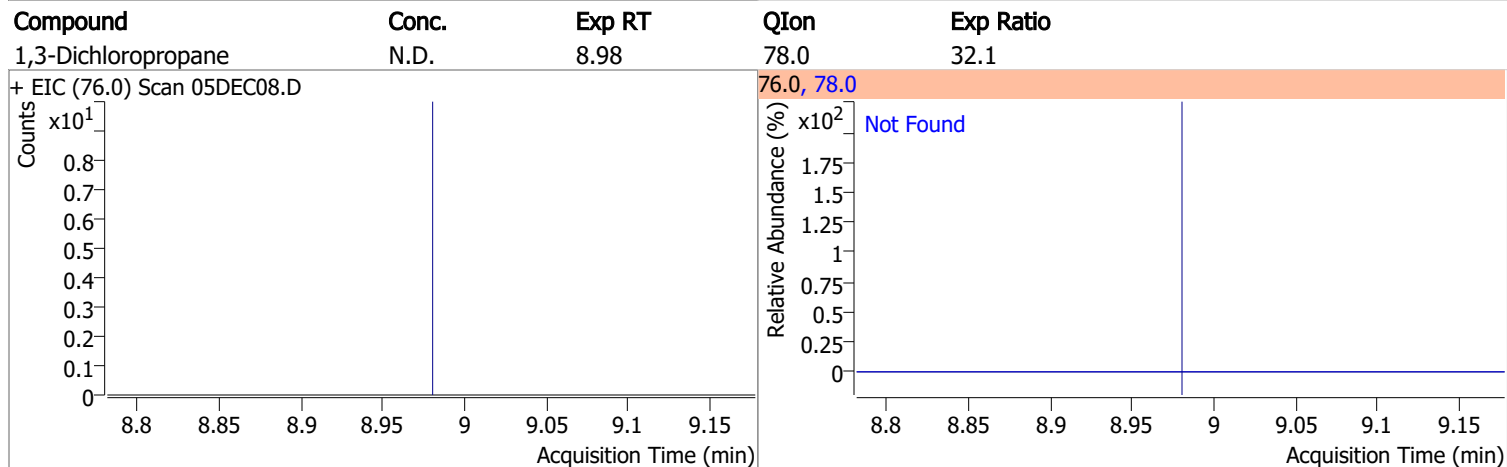 Compound Conc. Exp RT QIon Exp Ratio
1,3-Dichloropropane N.D. 8.98 78.0 32.1
+ EIC (76.0) Scan 05DEC08.D
Counts
x10¹
0.8
0.7
0.6
0.5
0.4
0.3
0.2
0.1
0
8.8 8.85 8.9 8.95 9 9.05 9.1 9.15
Acquisition Time (min)
76.0, 78.0
Relative Abundance (%)
x10²
Not Found
1.75
1.5
1.25
1
0.75
0.5
0.25
0
8.8 8.85 8.9 8.95 9 9.05 9.1 9.15
Acquisition Time (min)